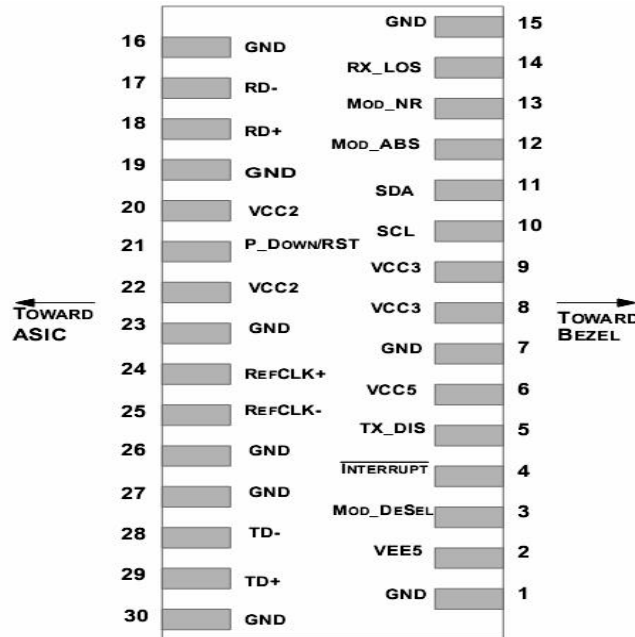 GND 15
16 GND
RX_LOS 14
17 RD-
MOD_NR 13
18 RD+
MOD_ABS 12
19 GND
SDA 11
20 VCC2
SCL 10
21 P_DOWN/RST
VCC3 9
22 VCC2
VCC3 8
TOWARD ASIC
TOWARD BEZEL
23 GND
GND 7
24 REFCLK+
VCC5 6
25 REFCLK-
TX_DIS 5
26 GND
INTERRUPT 4
27 GND
MOD_DESEL 3
28 TD-
VEE5 2
29 TD+
GND 1
30 GND